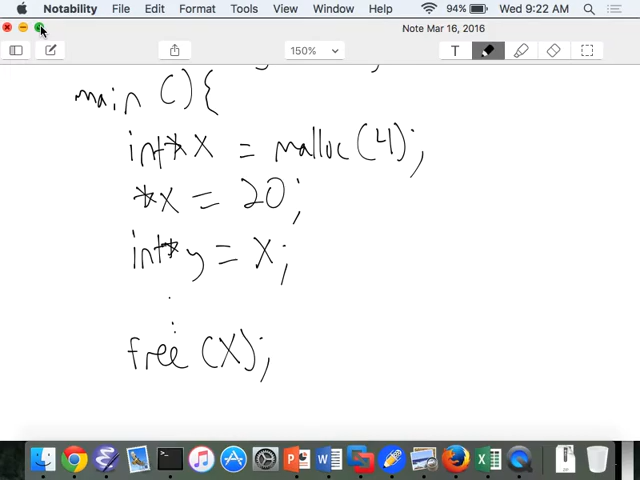 Notability File Edit Format View Window Help 94% Wed 9:22 AM
Note Mar 16, 2016
150% T
main (){
int*x = malloc(4);
*x = 20;
int*y = x;
.
.
free(x);